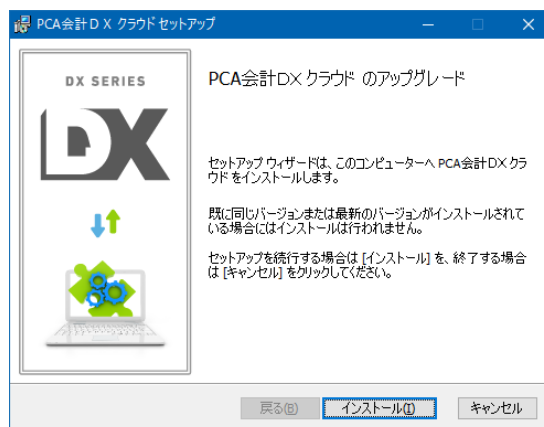 PCA会計ＤＸ クラウド セットアップ
DX SERIES
DX
PCA会計DX クラウド のアップグレード
セットアップ ウィザードは、このコンピューターへ PCA会計DX クラ
ウド をインストールします。
既に同じバージョンまたは最新のバージョンがインストールされて
いる場合にはインストールは行われません。
セットアップを続行する場合は [インストール] を、終了する場合
は [キャンセル] をクリックしてください。
戻る(B)
インストール(I)
キャンセル